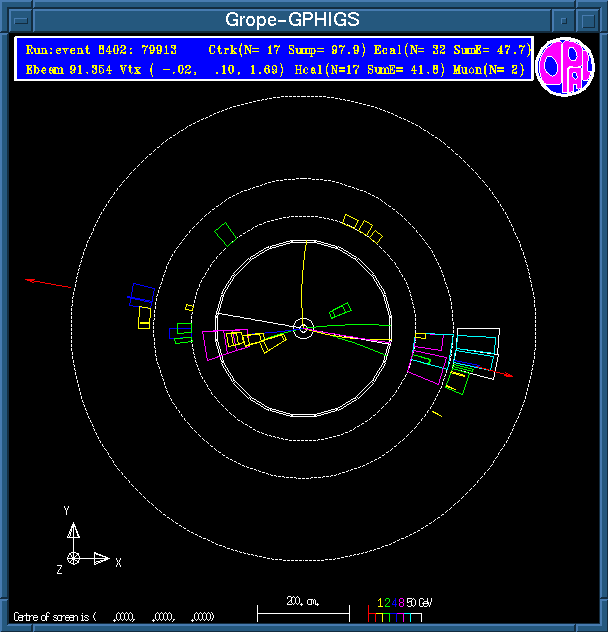 Grope-GPHIGS
Run:event 8402: 79913 Ctrk(N= 17 Sump= 97.9) Ecal(N= 32 SumE= 47.7)
Ebeam 91.354 Vtx ( -.02, .10, 1.69) Hcal(N=17 SumE= 41.8) Muon(N= 2)
OPAL
Y
X
Z
200. cm.
1 2 4 8 50 GeV
Centre of screen is ( .0000, .0000, .0000)